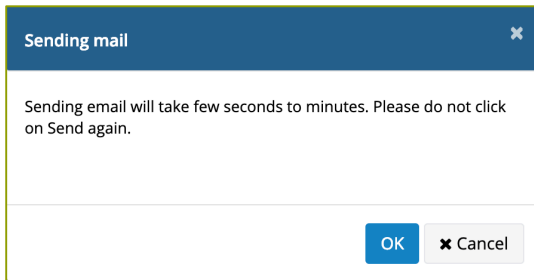 Sending mail
Sending email will take few seconds to minutes. Please do not click
on Send again.
OK
Cancel